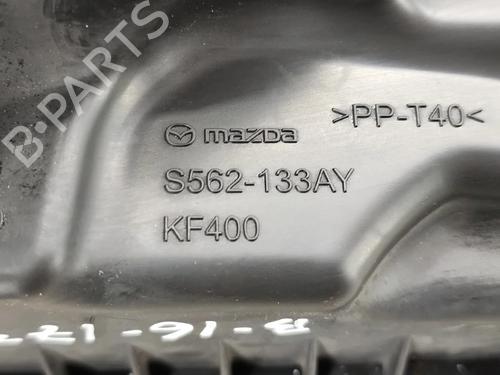 B-PARTS
mazda
>PP-T40<
S562-133AY
KF400